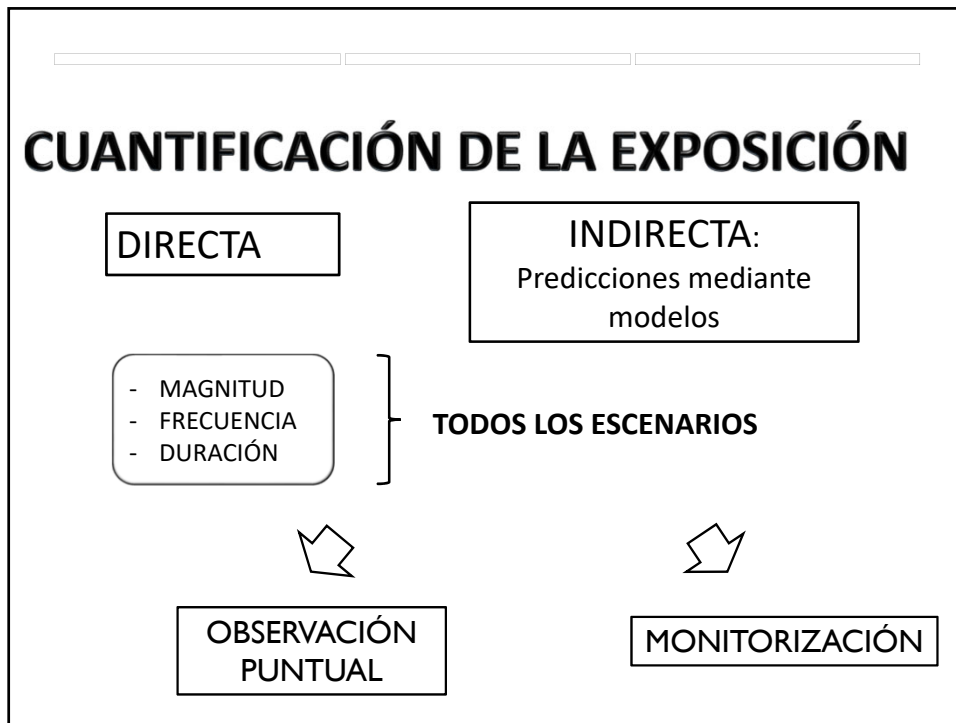 CUANTIFICACIÓN DE LA EXPOSICIÓN
DIRECTA
INDIRECTA:
Predicciones mediante
modelos
- MAGNITUD
- FRECUENCIA
- DURACIÓN
TODOS LOS ESCENARIOS
OBSERVACIÓN
PUNTUAL
MONITORIZACIÓN